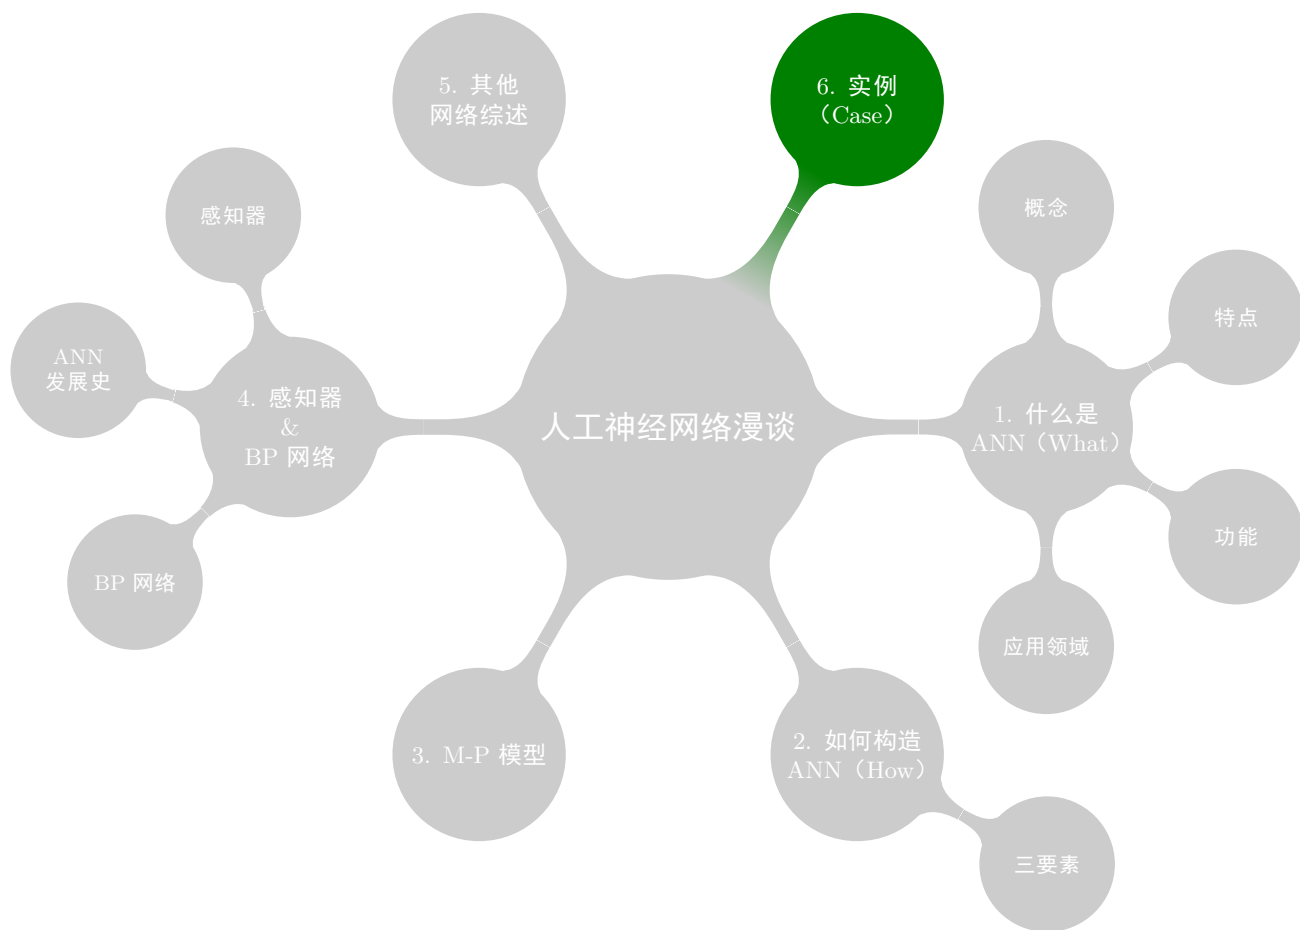 人工神经网络漫谈
1. 什么是
ANN（What）
概念
特点
功能
应用领域
2. 如何构造
ANN（How）
三要素
3. M-P 模型
4. 感知器
&
BP 网络
感知器
ANN
发展史
BP 网络
5. 其他
网络综述
6. 实例
（Case）